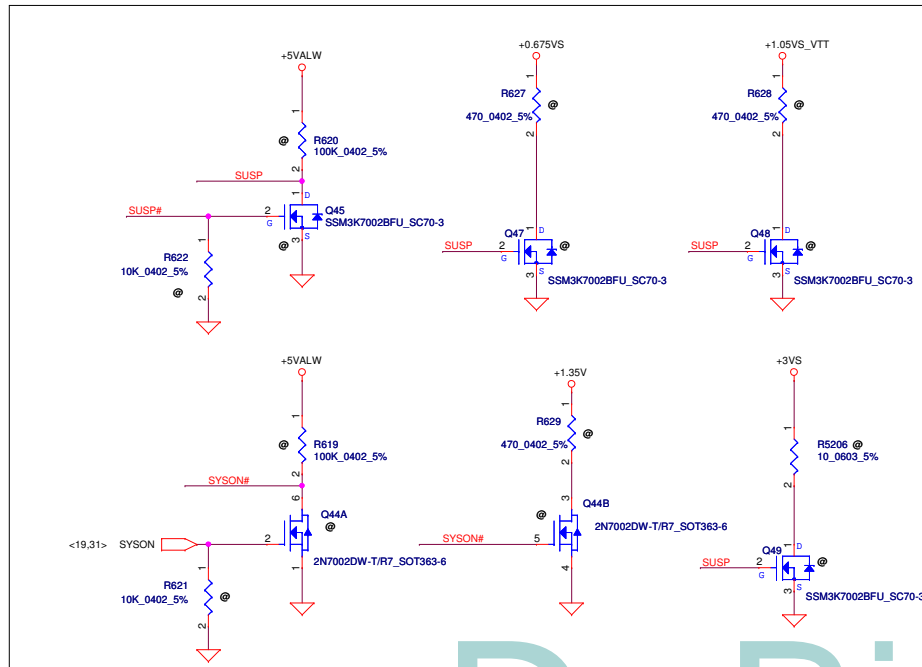 +5VALW
1
@
R620
100K_0402_5%
2
SUSP
1
D
SUSP#
2
G
Q45
SSM3K7002BFU_SC70-3
@
3
S
1
R622
10K_0402_5%
@
2
+0.675VS
1
R627
@
470_0402_5%
2
1
D
Q47
@
SUSP
2
G
3
S
SSM3K7002BFU_SC70-3
+1.05VS_VTT
1
R628
@
470_0402_5%
2
1
D
Q48
@
SUSP
2
G
3
S
SSM3K7002BFU_SC70-3
+5VALW
1
@
R619
100K_0402_5%
2
SYSON#
6
Q44A
@
<19,31>
SYSON
2
2N7002DW-T/R7_SOT363-6
1
1
R621
10K_0402_5%
@
2
+1.35V
1
R629
@
470_0402_5%
2
3
Q44B
@
2N7002DW-T/R7_SOT363-6
SYSON#
5
4
+3VS
1
R5206
@
10_0603_5%
2
1
D
Q49
@
SUSP
2
G
3
S
SSM3K7002BFU_SC70-3